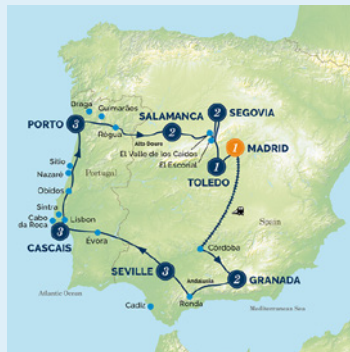 Braga
Guimarães
PORTO
3
Régua
Alto Douro
SALAMANCA
2
2
SEGOVIA
El Valle de los Caidos
El Escorial
1
MADRID
1
TOLEDO
Sitio
Nazaré
Portugal
Obidos
Sintra
Cabo
da Roca
Lisbon
3
CASCAIS
Évora
Spain
Córdoba
SEVILLE
3
Andalucia
2
GRANADA
Atlantic Ocean
Cadiz
Ronda
Mediterranean Sea